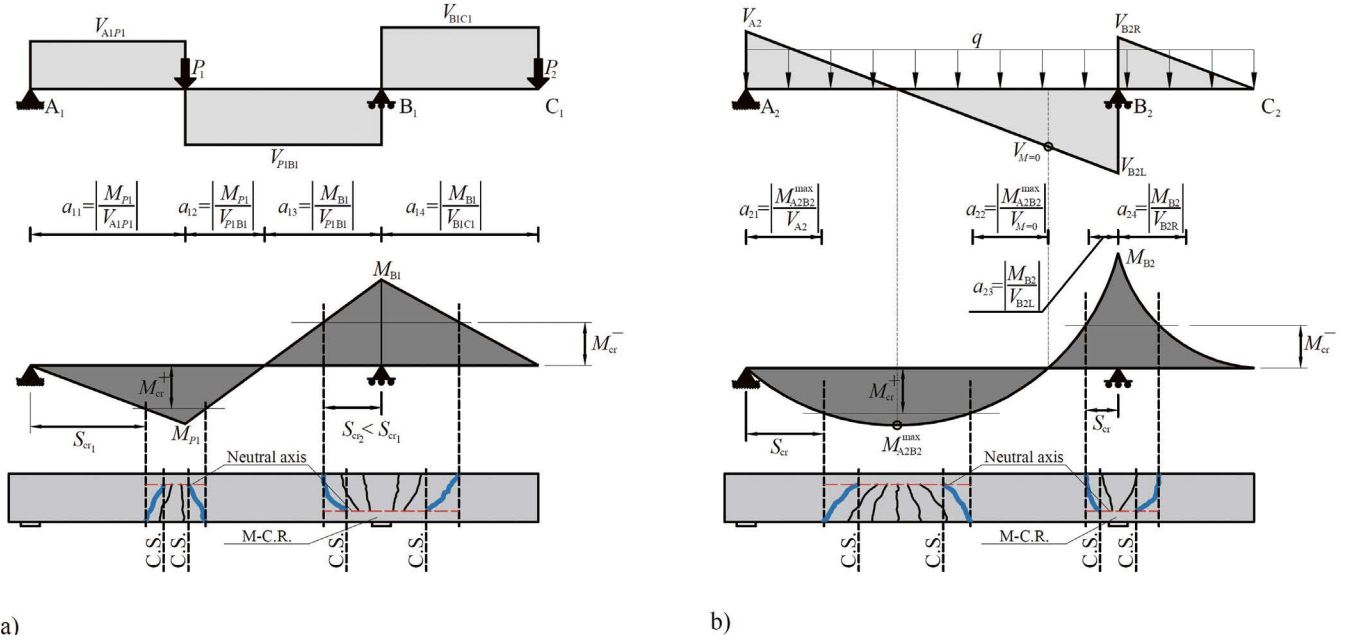 V_A1P1
V_B1C1
P_1
P_2
A_1
B_1
C_1
V_P1B1
a_11=|M_P1/V_A1P1|
a_12=|M_P1/V_P1B1|
a_13=|M_B1/V_P1B1|
a_14=|M_B1/V_B1C1|
M_B1
M_cr^-
M_cr^+
S_cr1
M_P1
S_cr2< S_cr1
Neutral axis
M-C.R.
C.S.
C.S.
C.S.
C.S.
a)
V_A2
V_B2R
q
A_2
B_2
C_2
V_M=0
V_B2L
a_21=|M_A2B2^max/V_A2|
a_22=|M_A2B2^max/V_M=0|
a_24=|M_B2/V_B2R|
a_23=|M_B2/V_B2L|
M_B2
M_cr^-
M_cr^+
S_cr
M_A2B2^max
S_cr
Neutral axis
M-C.R.
C.S.
C.S.
C.S.
C.S.
b)